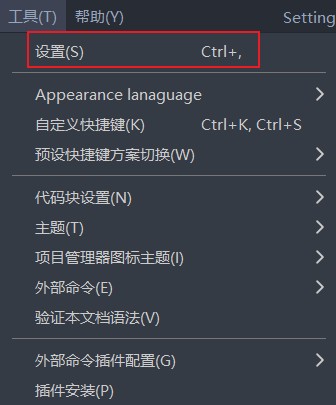 工具(T) 帮助(Y) Setting
设置(S) Ctrl+,
Appearance lanaguage
自定义快捷键(K) Ctrl+K, Ctrl+S
预设快捷键方案切换(W)
代码块设置(N)
主题(T)
项目管理器图标主题(I)
外部命令(E)
验证本文档语法(V)
外部命令插件配置(G)
插件安装(P)